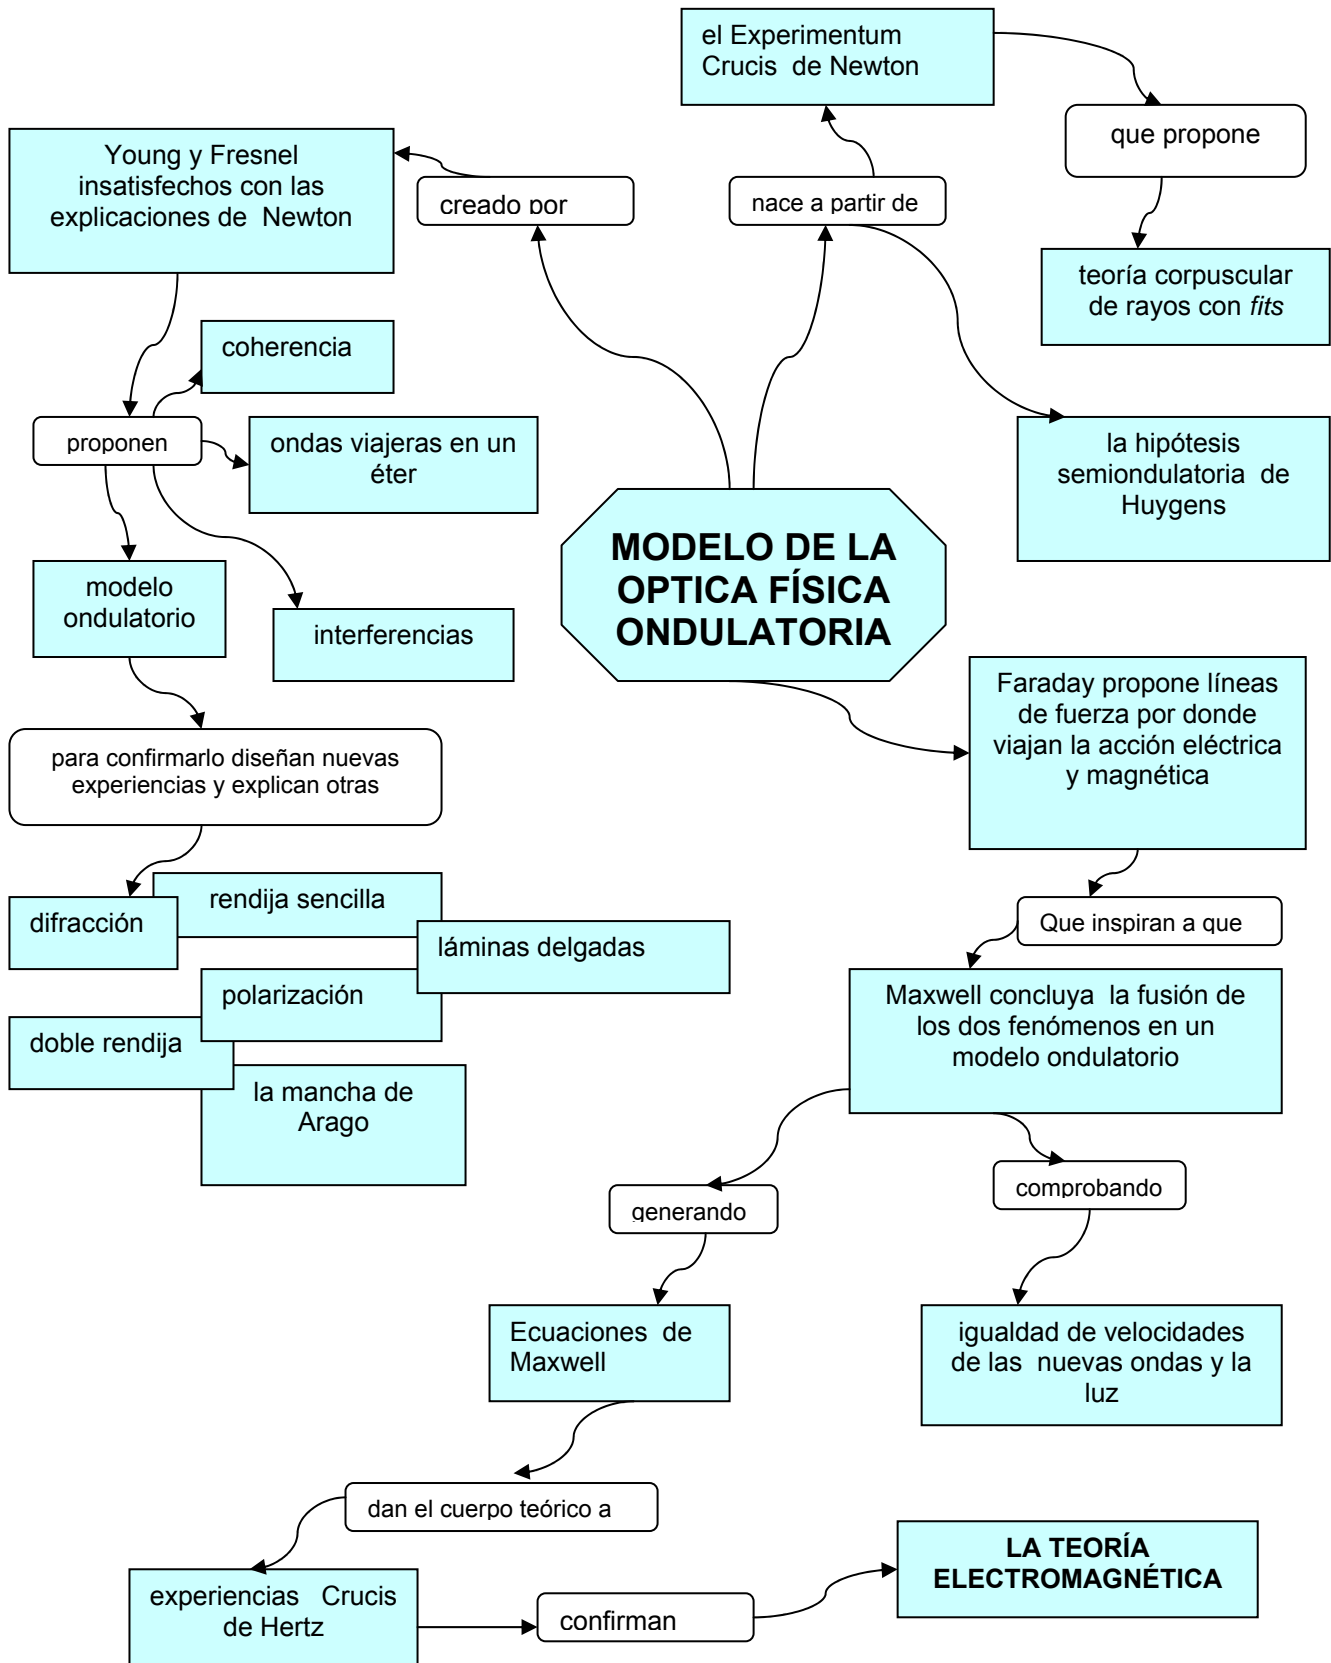 el Experimentum
Crucis de Newton
que propone
teoría corpuscular
de rayos con fits
Young y Fresnel
insatisfechos con las
explicaciones de Newton
creado por
nace a partir de
la hipótesis
semiondulatoria de
Huygens
coherencia
proponen
ondas viajeras en un
éter
modelo
ondulatorio
interferencias
MODELO DE LA
OPTICA FÍSICA
ONDULATORIA
para confirmarlo diseñan nuevas
experiencias y explican otras
Faraday propone líneas
de fuerza por donde
viajan la acción eléctrica
y magnética
difracción
rendija sencilla
láminas delgadas
polarización
doble rendija
la mancha de
Arago
Que inspiran a que
Maxwell concluya la fusión de
los dos fenómenos en un
modelo ondulatorio
generando
comprobando
Ecuaciones de
Maxwell
igualdad de velocidades
de las nuevas ondas y la
luz
dan el cuerpo teórico a
experiencias Crucis
de Hertz
confirman
LA TEORÍA
ELECTROMAGNÉTICA